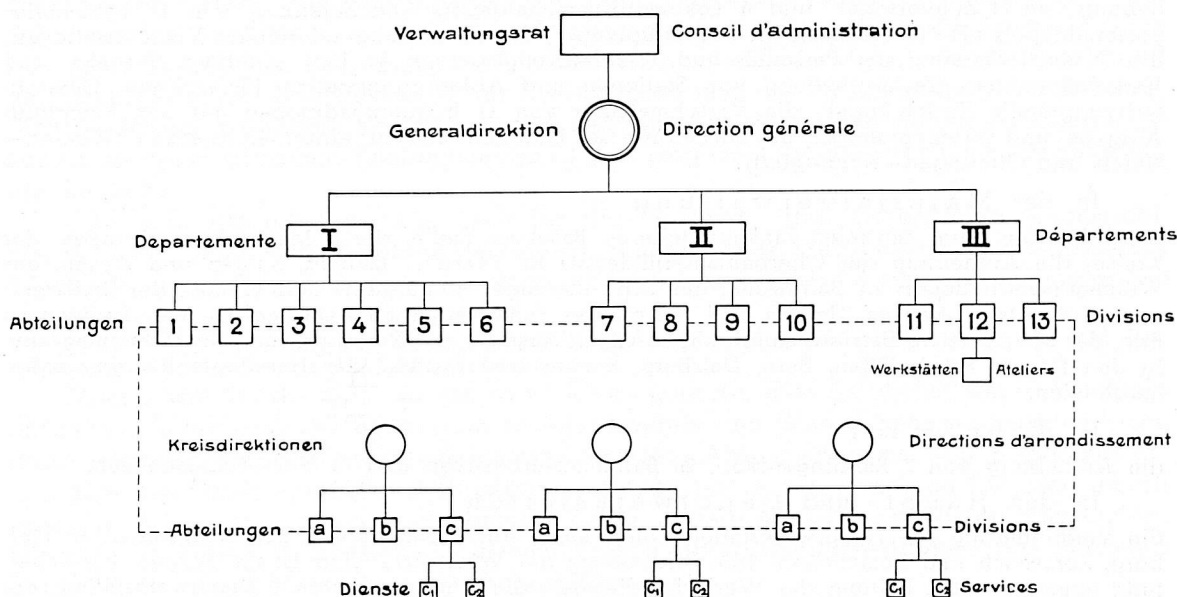 Verwaltungsrat Conseil d'administration
Generaldirektion Direction générale
Departemente I II III Départements
Abteilungen 1 2 3 4 5 6 7 8 9 10 11 12 13 Divisions
Werkstätten Ateliers
Kreisdirektionen Directions d'arrondissement
Abteilungen a b c a b c a b c Divisions
Dienste c1 c2 c1 c2 c1 c2 Services